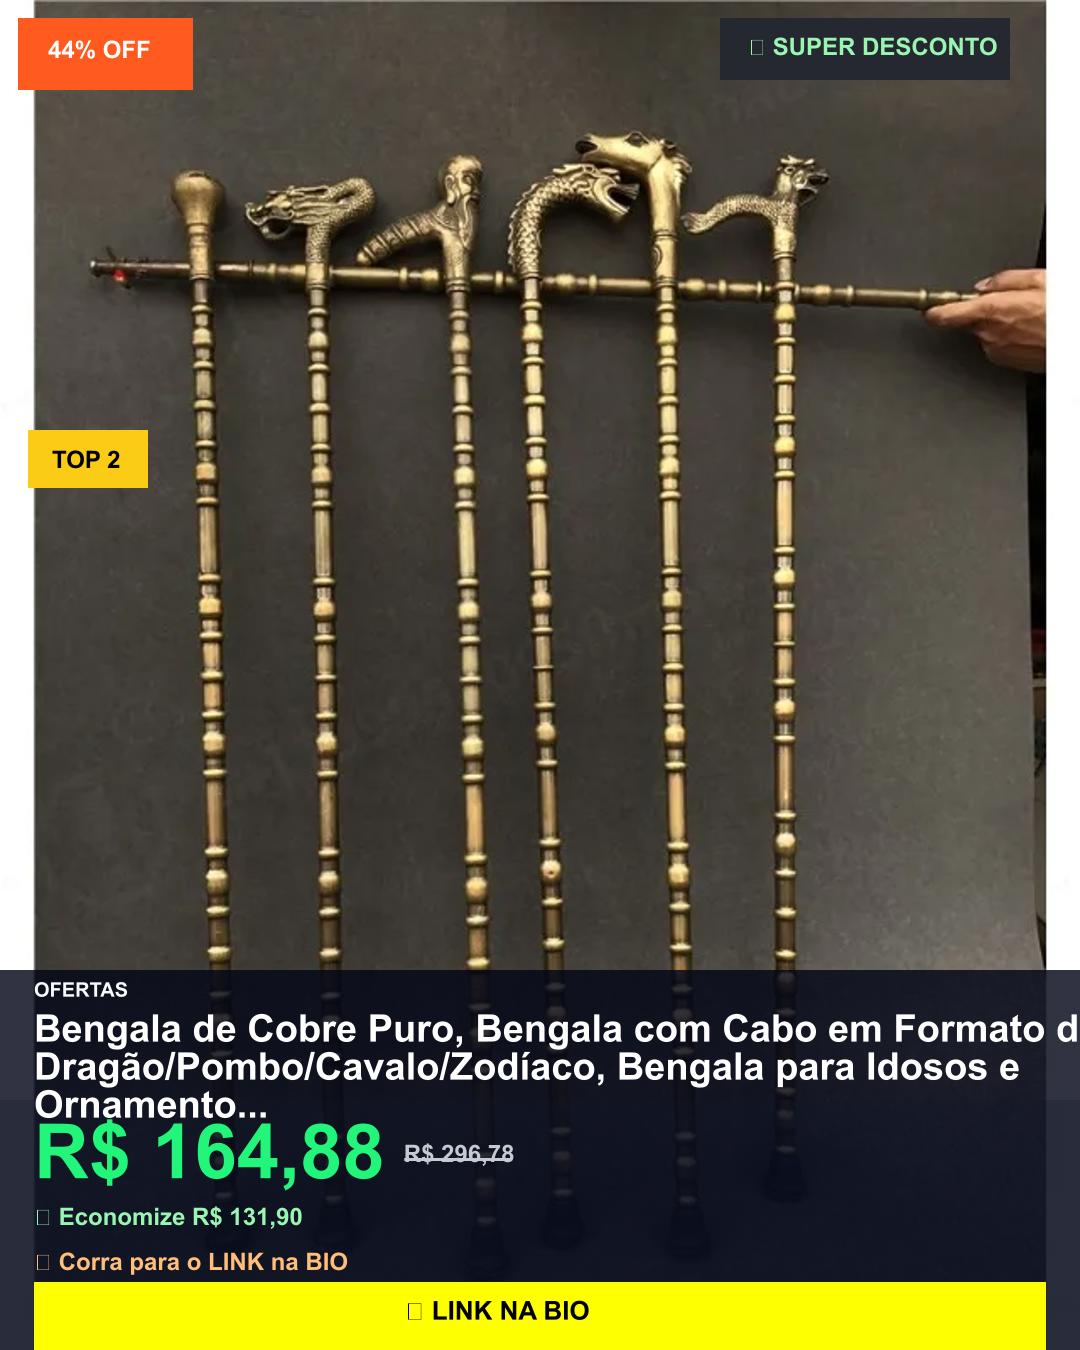 44% OFF
SUPER DESCONTO
TOP 2
OFERTAS
Bengala de Cobre Puro, Bengala com Cabo em Formato d
Dragão/Pombo/Cavalo/Zodíaco, Bengala para Idosos e
Ornamento...
R$ 164,88 R$ 296,78
Economize R$ 131,90
Corra para o LINK na BIO
LINK NA BIO